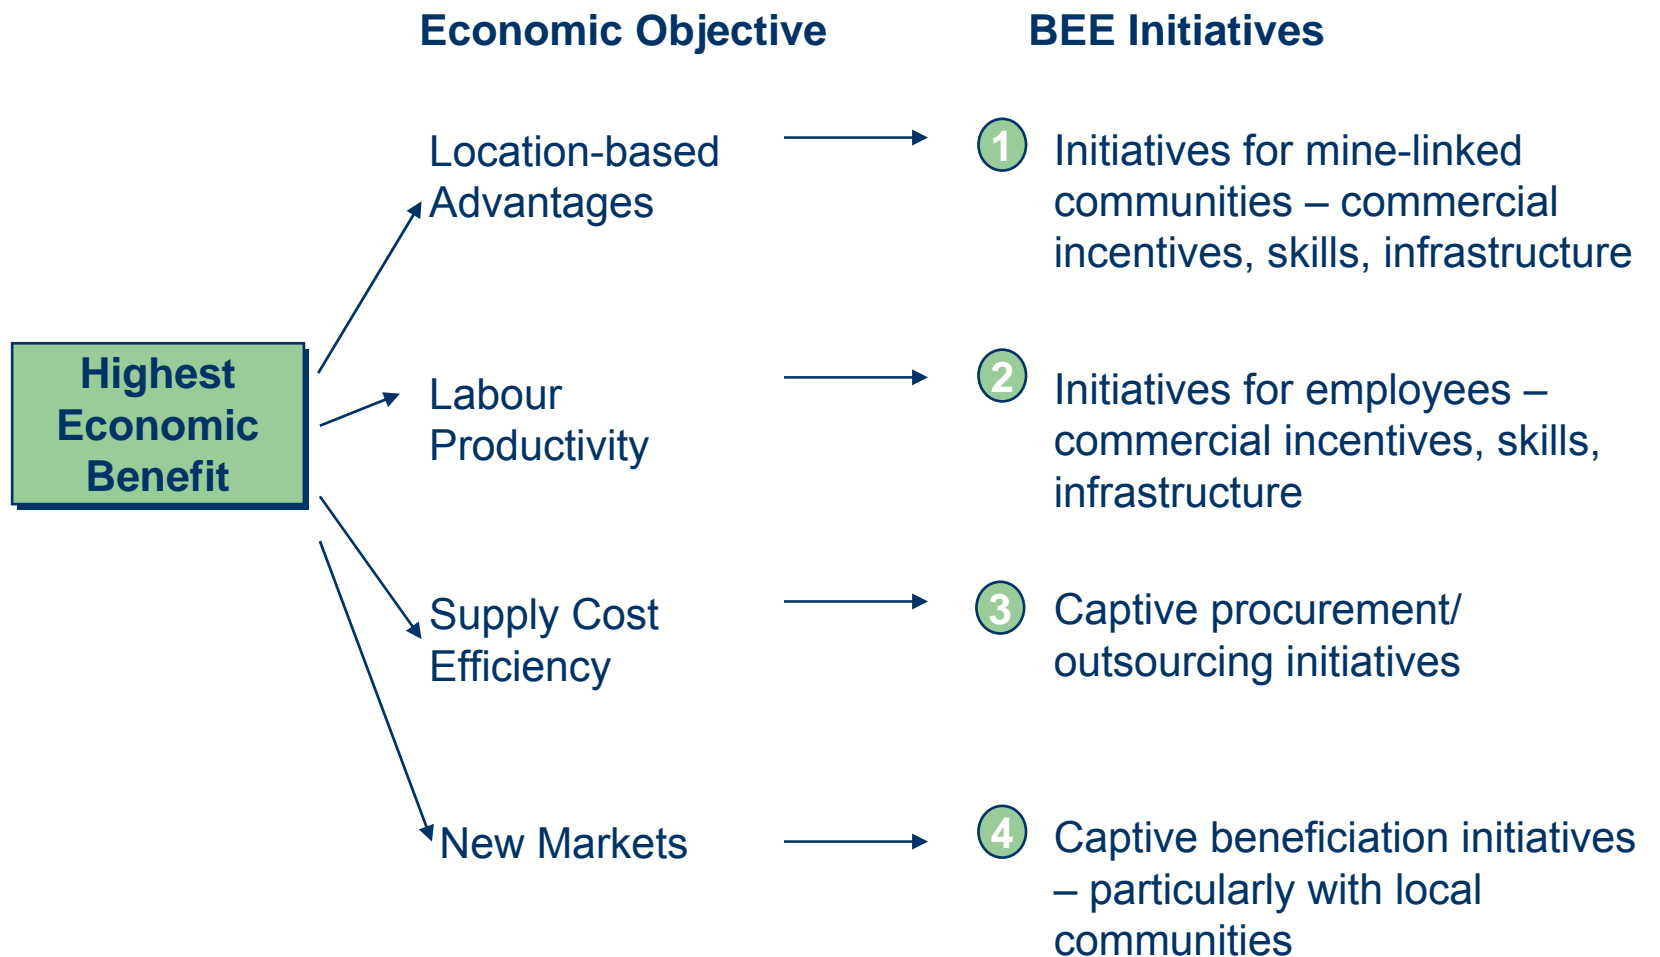 Economic Objective
BEE Initiatives
Highest
Economic
Benefit
Location-based
Advantages
1
Initiatives for mine-linked
communities – commercial
incentives, skills, infrastructure
Labour
Productivity
2
Initiatives for employees –
commercial incentives, skills,
infrastructure
Supply Cost
Efficiency
3
Captive procurement/
outsourcing initiatives
New Markets
4
Captive beneficiation initiatives
– particularly with local
communities